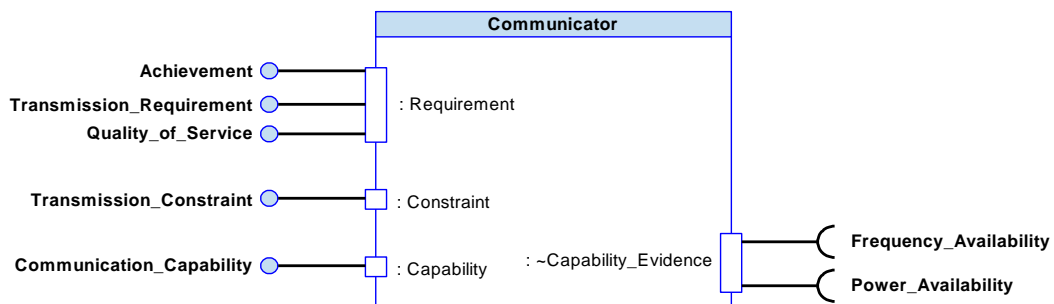 Communicator
Achievement
Transmission_Requirement
: Requirement
Quality_of_Service
Transmission_Constraint
: Constraint
Communication_Capability
: Capability
: ~Capability_Evidence
Frequency_Availability
Power_Availability